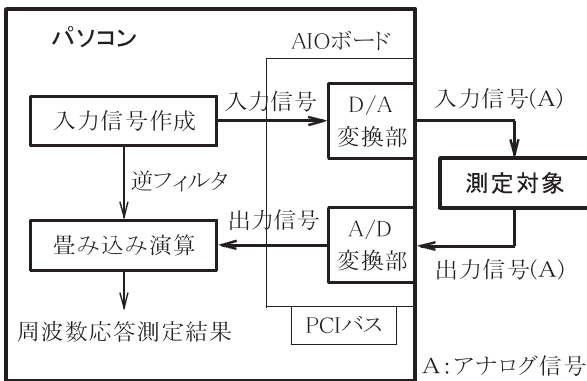 パソコン
AIOボード
入力信号作成
入力信号
D/A
変換部
入力信号(A)
測定対象
逆フィルタ
畳み込み演算
出力信号
A/D
変換部
出力信号(A)
周波数応答測定結果
PCIバス
A:アナログ信号